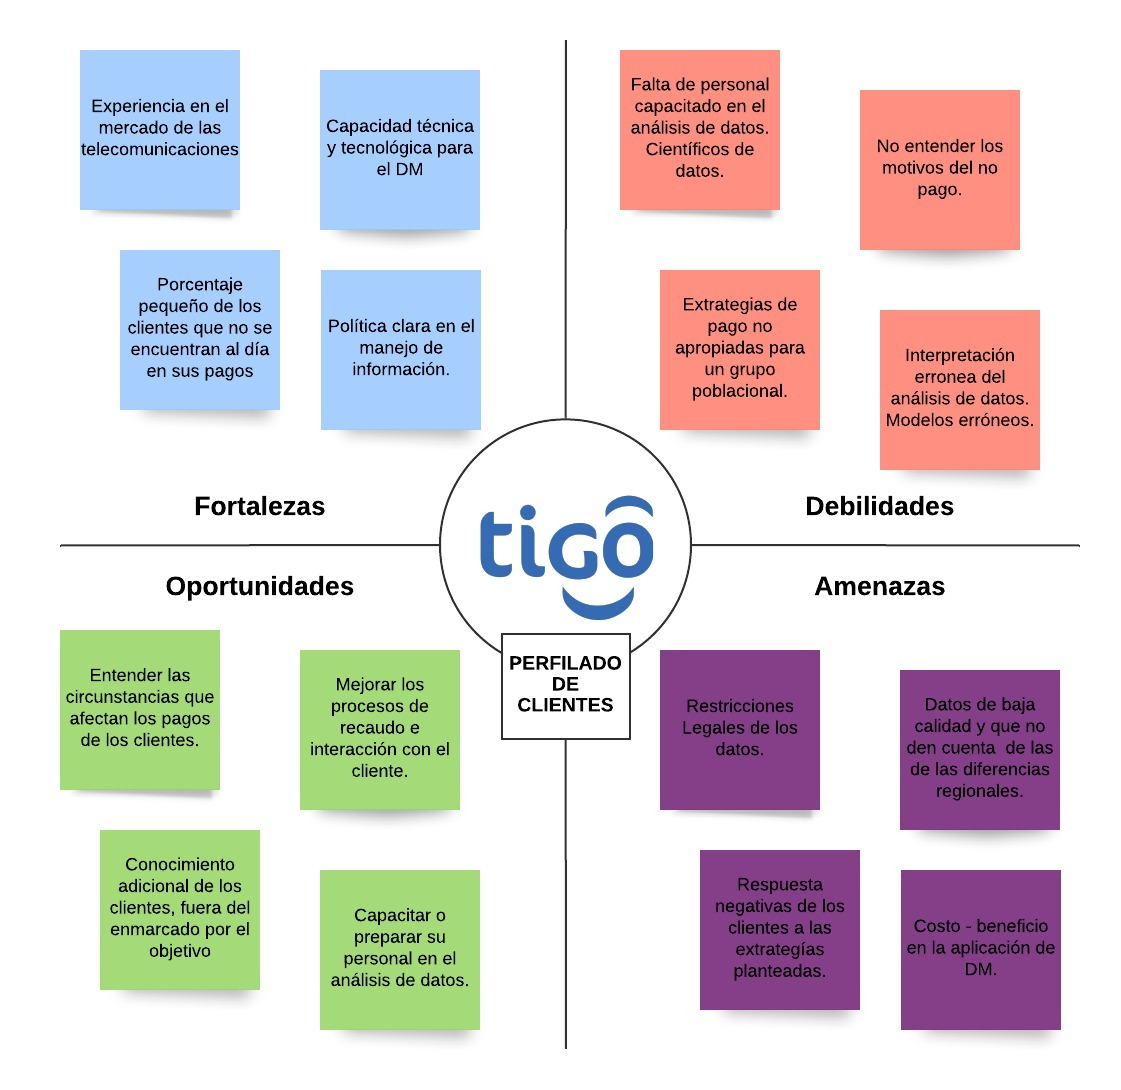 Experiencia en el
mercado de las
telecomunicaciones
Capacidad técnica
y tecnológica para
el DM
Porcentaje
pequeño de los
clientes que no se
encuentran al día
en sus pagos
Política clara en el
manejo de
información.
Fortalezas
Falta de personal
capacitado en el
análisis de datos.
Científicos de
datos.
No entender los
motivos del no
pago.
Extrategias de
pago no
apropiadas para
un grupo
poblacional.
Interpretación
erronea del
análisis de datos.
Modelos erróneos.
Debilidades
tigo
PERFILADO
DE
CLIENTES
Oportunidades
Entender las
circunstancias que
afectan los pagos
de los clientes.
Mejorar los
procesos de
recaudo e
interacción con el
cliente.
Conocimiento
adicional de los
clientes, fuera del
enmarcado por el
objetivo
Capacitar o
preparar su
personal en el
análisis de datos.
Amenazas
Restricciones
Legales de los
datos.
Datos de baja
calidad y que no
den cuenta  de las
de las diferencias
regionales.
Respuesta
negativas de los
clientes a las
extrategías
planteadas.
Costo - beneficio
en la aplicación de
DM.